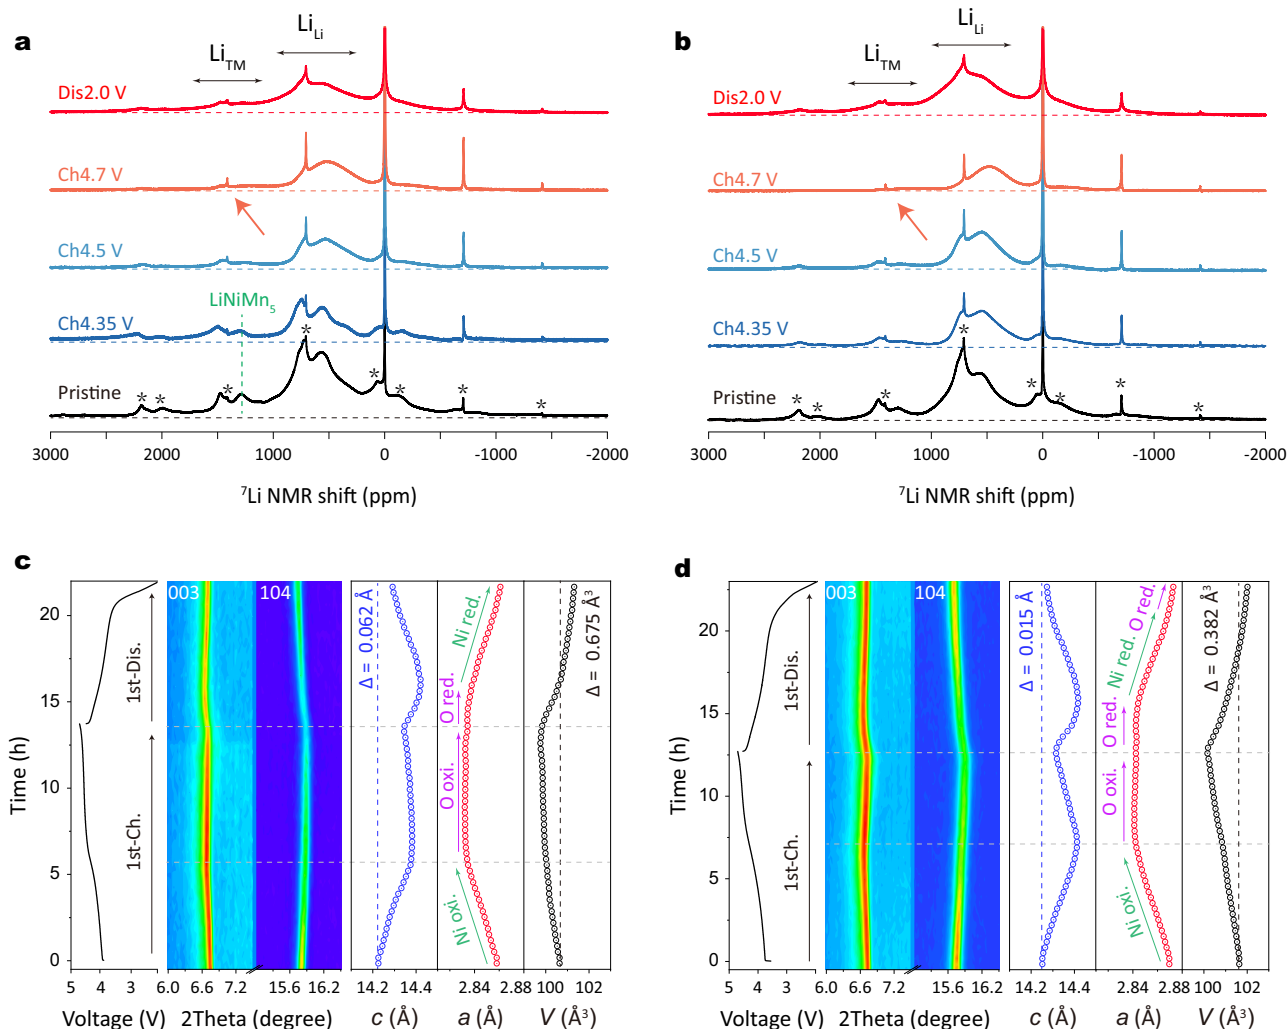 a
Li_Li
Li_TM
Dis2.0 V
Ch4.7 V
Ch4.5 V
LiNiMn_5
Ch4.35 V
*
Pristine
* * * * * * * *
3000 2000 1000 0 -1000 -2000
^7Li NMR shift (ppm)
b
Li_Li
Li_TM
Dis2.0 V
Ch4.7 V
Ch4.5 V
Ch4.35 V
*
Pristine
* * * * * * *
3000 2000 1000 0 -1000 -2000
^7Li NMR shift (ppm)
c
003 104
20
15
10
5
0
Time (h)
1st-Dis.
1st-Ch.
Δ = 0.062 Å
Ni red.
O red.
O oxi.
Ni oxi.
Δ = 0.675 Å³
5 4 3 6.0 6.6 7.2 15.6 16.2 14.2 14.4 2.84 2.88 100 102
Voltage (V) 2Theta (degree) c (Å) a (Å) V (Å³)
d
003 104
20
15
10
5
0
Time (h)
1st-Dis.
1st-Ch.
Δ = 0.015 Å
O red.
Ni red.
O red.
O oxi.
Ni oxi.
Δ = 0.382 Å³
5 4 3 6.0 6.6 7.2 15.6 16.2 14.2 14.4 2.84 2.88 100 102
Voltage (V) 2Theta (degree) c (Å) a (Å) V (Å³)